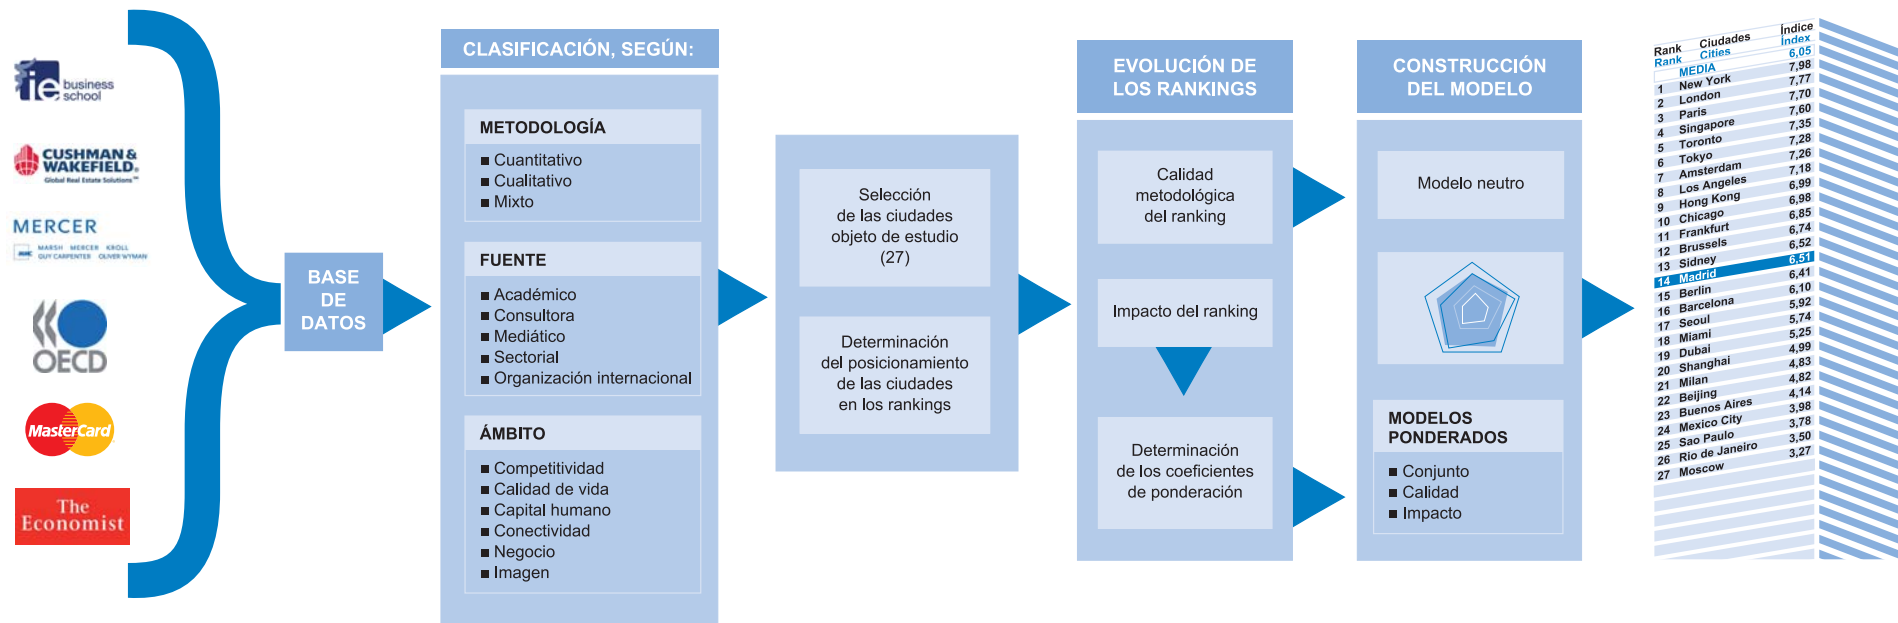 ie business
school
CUSHMAN &
WAKEFIELD®
Global Real Estate Solutions™
MERCER
MARSH MERCER KROLL
GUY CARPENTER OLIVER WYMAN
OECD
MasterCard
The
Economist
BASE
DE
DATOS
CLASIFICACIÓN, SEGÚN:
METODOLOGÍA
■ Cuantitativo
■ Cualitativo
■ Mixto
FUENTE
■ Académico
■ Consultora
■ Mediático
■ Sectorial
■ Organización internacional
ÁMBITO
■ Competitividad
■ Calidad de vida
■ Capital humano
■ Conectividad
■ Negocio
■ Imagen
Selección
de las ciudades
objeto de estudio
(27)
Determinación
del posicionamiento
de las ciudades
en los rankings
EVOLUCIÓN DE
LOS RANKINGS
Calidad
metodológica
del ranking
Impacto del ranking
Determinación
de los coeficientes
de ponderación
CONSTRUCCIÓN
DEL MODELO
Modelo neutro
MODELOS
PONDERADOS
■ Conjunto
■ Calidad
■ Impacto
Rank Ciudades Índice
Rank Cities Índex
MEDIA 6,05
1 New York 7,98
2 London 7,77
3 Paris 7,70
4 Singapore 7,60
5 Toronto 7,35
6 Tokyo 7,28
7 Amsterdam 7,26
8 Los Angeles 7,18
9 Hong Kong 6,99
10 Chicago 6,98
11 Frankfurt 6,85
12 Brussels 6,74
13 Sidney 6,52
14 Madrid 6,51
15 Berlin 6,41
16 Barcelona 6,10
17 Seoul 5,92
18 Miami 5,74
19 Dubai 5,25
20 Shanghai 4,99
21 Milan 4,83
22 Beijing 4,82
23 Buenos Aires 4,14
24 Mexico City 3,98
25 Sao Paulo 3,78
26 Rio de Janeiro 3,50
27 Moscow 3,27